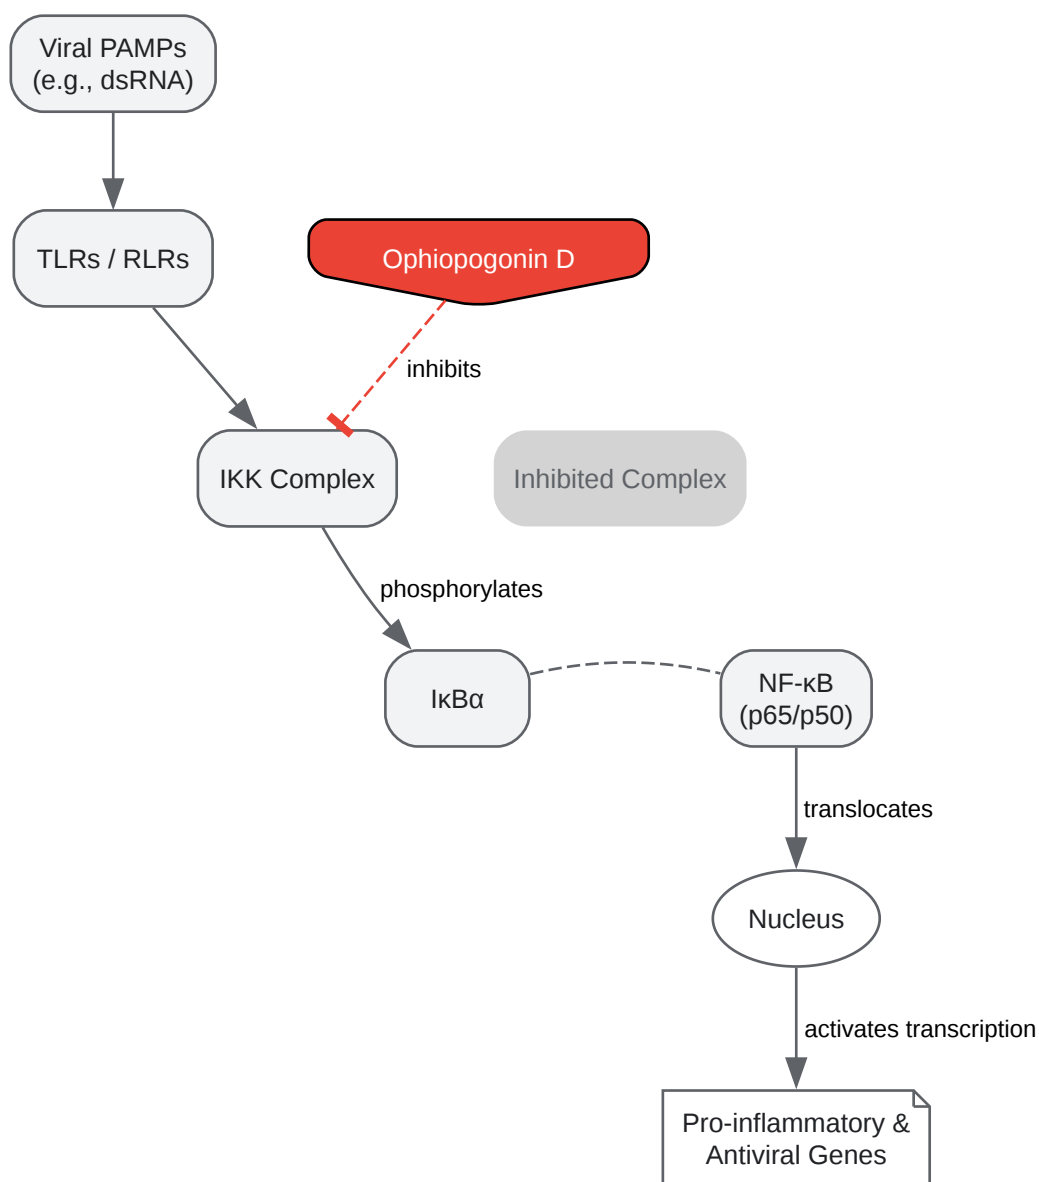 Viral PAMPs
(e.g., dsRNA)
TLRs / RLRs
Ophiopogonin D
inhibits
IKK Complex
Inhibited Complex
phosphorylates
IκBα
NF-κB
(p65/p50)
translocates
Nucleus
activates transcription
Pro-inflammatory &
Antiviral Genes